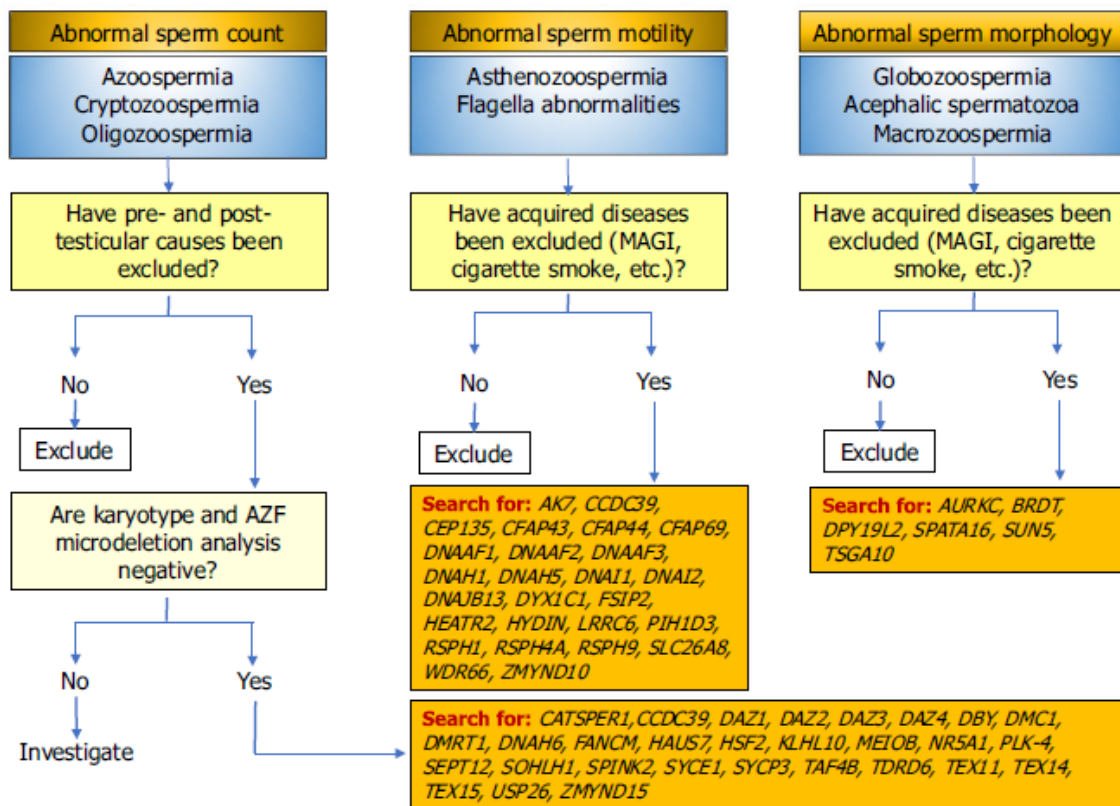 Abnormal sperm count
Azoospermia
Cryptozoospermia
Oligozoospermia
Have pre- and post-
testicular causes been
excluded?
No
Yes
Exclude
Are karyotype and AZF
microdeletion analysis
negative?
No
Yes
Investigate
Abnormal sperm motility
Asthenozoospermia
Flagella abnormalities
Have acquired diseases
been excluded (MAGI,
cigarette smoke, etc.)?
No
Yes
Exclude
Search for: AK7, CCDC39,
CEP135, CFAP43, CFAP44, CFAP69,
DNAAF1, DNAAF2, DNAAF3,
DNAH1, DNAH5, DNAI1, DNAI2,
DNAJB13, DYX1C1, FSIP2,
HEATR2, HYDIN, LRRC6, PIH1D3,
RSPH1, RSPH4A, RSPH9, SLC26A8,
WDR66, ZMYND10
Abnormal sperm morphology
Globozoospermia
Acephalic spermatozoa
Macrozoospermia
Have acquired diseases been
excluded (MAGI, cigarette
smoke, etc.)?
No
Yes
Exclude
Search for: AURKC, BRDT,
DPY19L2, SPATA16, SUN5,
TSGA10
Search for: CATSPER1,CCDC39, DAZ1, DAZ2, DAZ3, DAZ4, DBY, DMC1,
DMRT1, DNAH6, FANCM, HAUS7, HSF2, KLHL10, MEIOB, NR5A1, PLK-4,
SEPT12, SOHLH1, SPINK2, SYCE1, SYCP3, TAF4B, TDRD6, TEX11, TEX14,
TEX15, USP26, ZMYND15